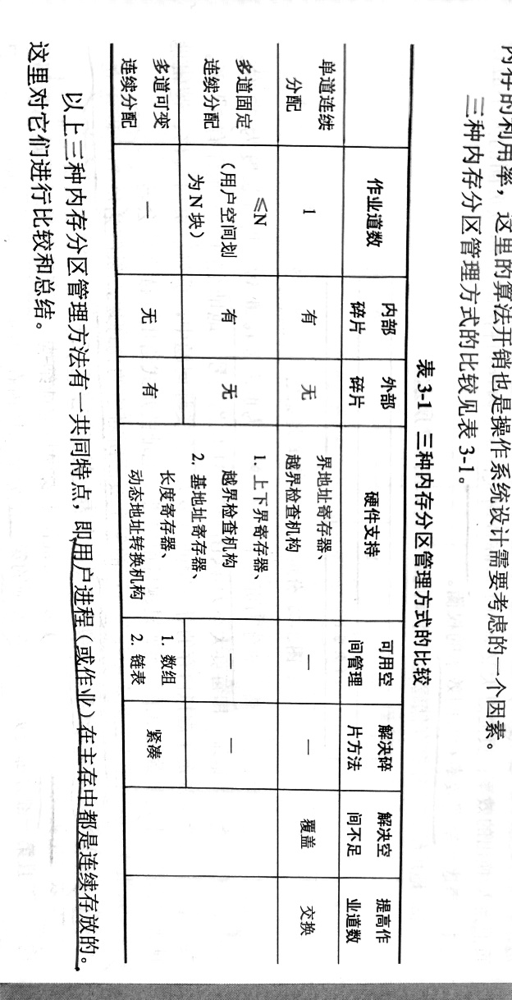 内存的利用率，这里的算法开销也是操作系统设计需要考虑的一个因素。
三种内存分区管理方式的比较见表 3-1。
表 3-1 三种内存分区管理方式的比较
作业道数 内部碎片 外部碎片 硬件支持 可用空间管理 解决碎片方法 解决空间不足 提高作业道数
单道连续 分配 1 有 无 界地址寄存器、越界检查机构 — — 覆盖 交换
多道固定 连续分配 ≤N（用户空间划为 N 块） 有 无 1. 上下界寄存器、越界检查机构 2. 基地址寄存器、长度寄存器、动态地址转换机构 — —
多道可变 连续分配 — 无 有 1. 数组 2. 链表 紧凑
以上三种内存分区管理方法有一共同特点，即用户进程（或作业）在主存中都是连续存放的。
这里对它们进行比较和总结。